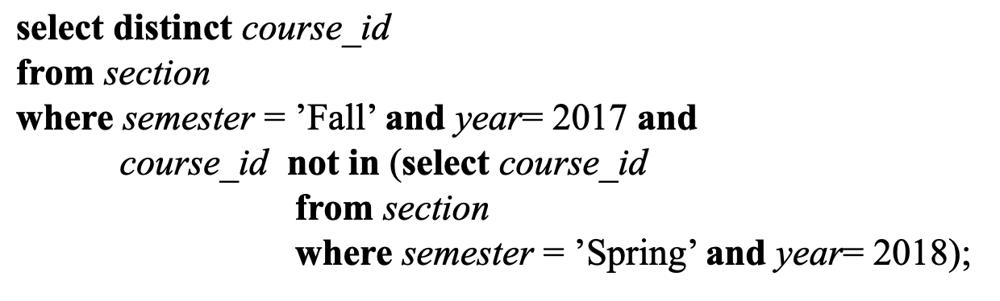 select distinct course_id
from section
where semester = ’Fall’ and year= 2017 and
course_id not in (select course_id
from section
where semester = ’Spring’ and year= 2018);